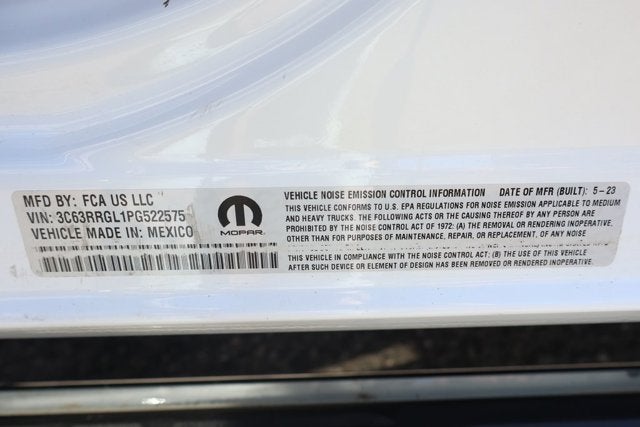 MFD BY: FCA US LLC
VIN: 3C63RRGL1PG522575
VEHICLE MADE IN: MEXICO
MOPAR
VEHICLE NOISE EMISSION CONTROL INFORMATION DATE OF MFR (BUILT): 5-23
THIS VEHICLE CONFORMS TO U.S. EPA REGULATIONS FOR NOISE EMISSION APPLICABLE TO MEDIUM
AND HEAVY TRUCKS. THE FOLLOWING ACTS OR THE CAUSING THEREOF BY ANY PERSON
ARE PROHIBITED BY THE NOISE CONTROL ACT OF 1972: (A) THE REMOVAL OR RENDERING INOPERATIVE,
OTHER THAN FOR PURPOSES OF MAINTENANCE, REPAIR, OR REPLACEMENT, OF ANY NOISE
THIS VEHICLE IN COMPLIANCE WITH THE NOISE CONTROL ACT; (B) THE USE OF THIS VEHICLE
AFTER SUCH DEVICE OR ELEMENT OF DESIGN HAS BEEN REMOVED OR RENDERED INOPERATIVE.